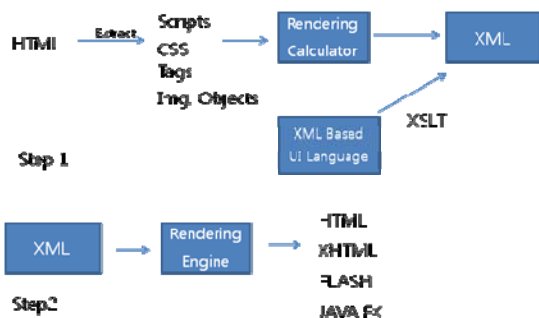 HTML
Extract
Scripts
CSS
Tags
Img, Objects
Rendering
Calculator
XML
XML Based
UI Language
XSLT
Step 1
XML
Rendering
Engine
HTML
XHTML
FLASH
JAVA FX
Step2